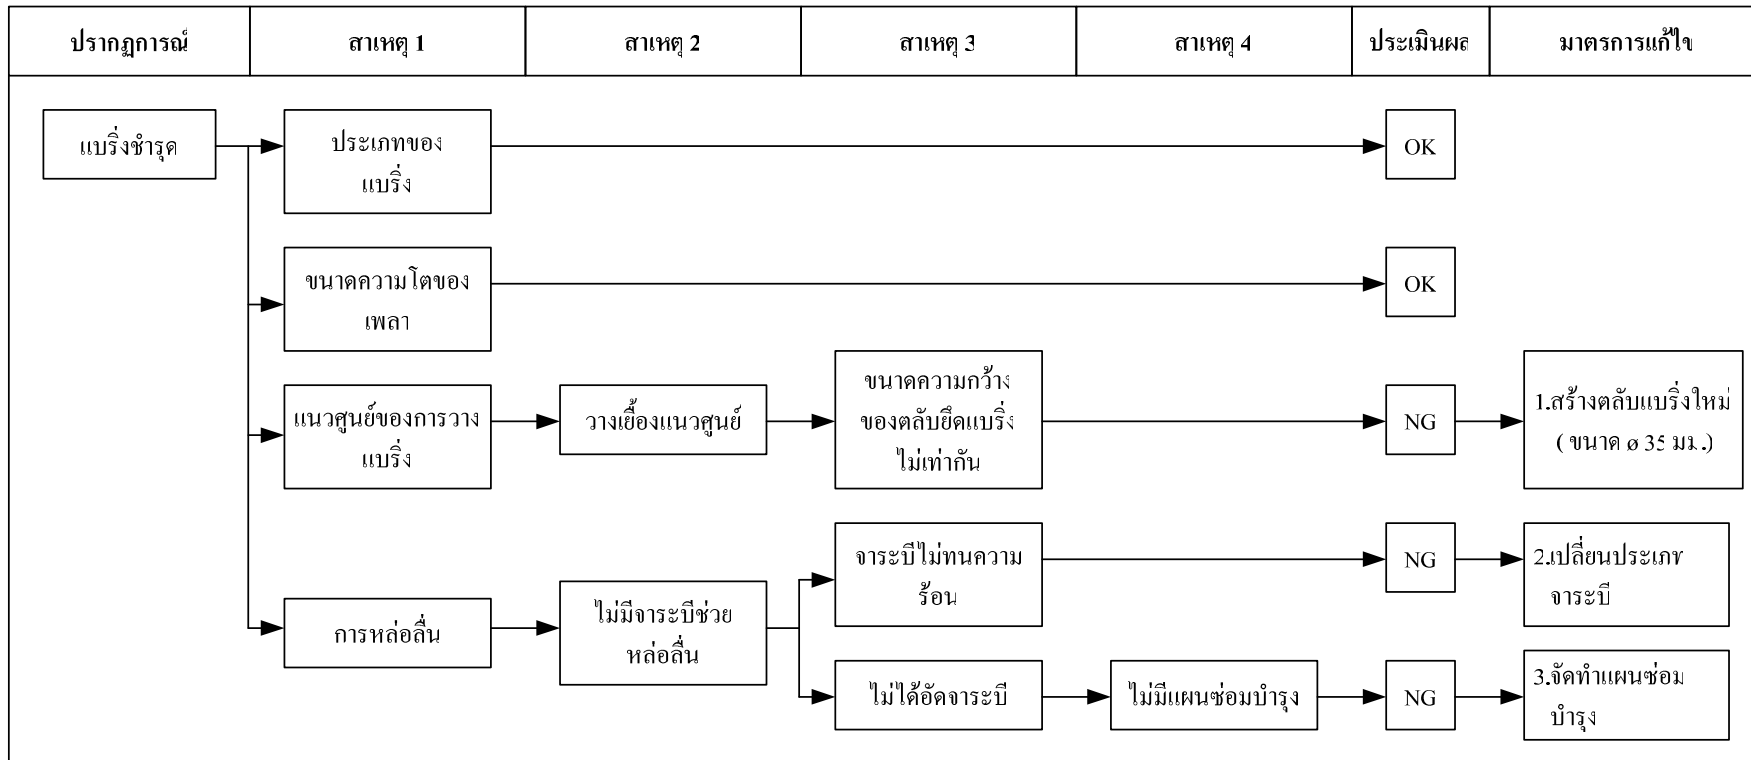 ปรากฏการณ์
สาเหตุ 1
สาเหตุ 2
สาเหตุ 3
สาเหตุ 4
ประเมินผล
มาตรการแก้ไข
แบริ่งชำรุด
ประเภทของ
แบริ่ง
OK
ขนาดความโตของ
เพลา
OK
แนวศูนย์ของการวาง
แบริ่ง
วางเยื้องแนวศูนย์
ขนาดความกว้าง
ของตลับยึดแบริ่ง
ไม่เท่ากัน
NG
1.สร้างตลับแบริ่งใหม่
( ขนาด ø 35 มม.)
การหล่อลื่น
ไม่มีจาระบีช่วย
หล่อลื่น
จาระบีไม่ทนความ
ร้อน
NG
2.เปลี่ยนประเภท
จาระบี
ไม่ได้อัดจาระบี
ไม่มีแผนซ่อมบำรุง
NG
3.จัดทำแผนซ่อม
บำรุง